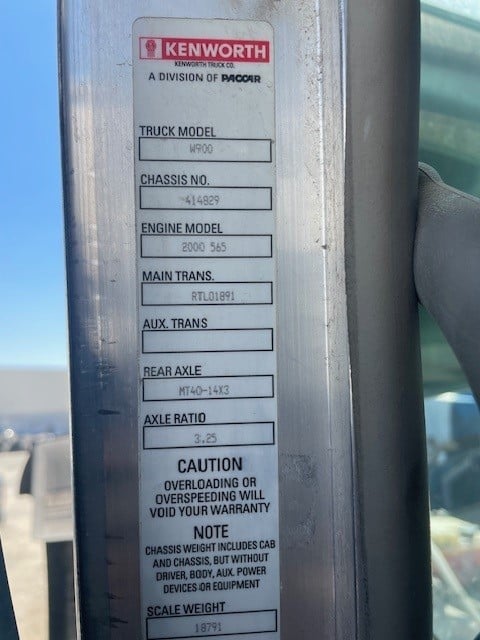 KENWORTH
KENWORTH TRUCK CO.
A DIVISION OF PACCAR
TRUCK MODEL
W900
CHASSIS NO.
414829
ENGINE MODEL
2000 565
MAIN TRANS.
RTLO1891
AUX. TRANS
REAR AXLE
MT40-14X3
AXLE RATIO
3.25
CAUTION
OVERLOADING OR
OVERSPEEDING WILL
VOID YOUR WARRANTY
NOTE
CHASSIS WEIGHT INCLUDES CAB
AND CHASSIS, BUT WITHOUT
DRIVER, BODY, AUX. POWER
DEVICES OR EQUIPMENT
SCALE WEIGHT
18791